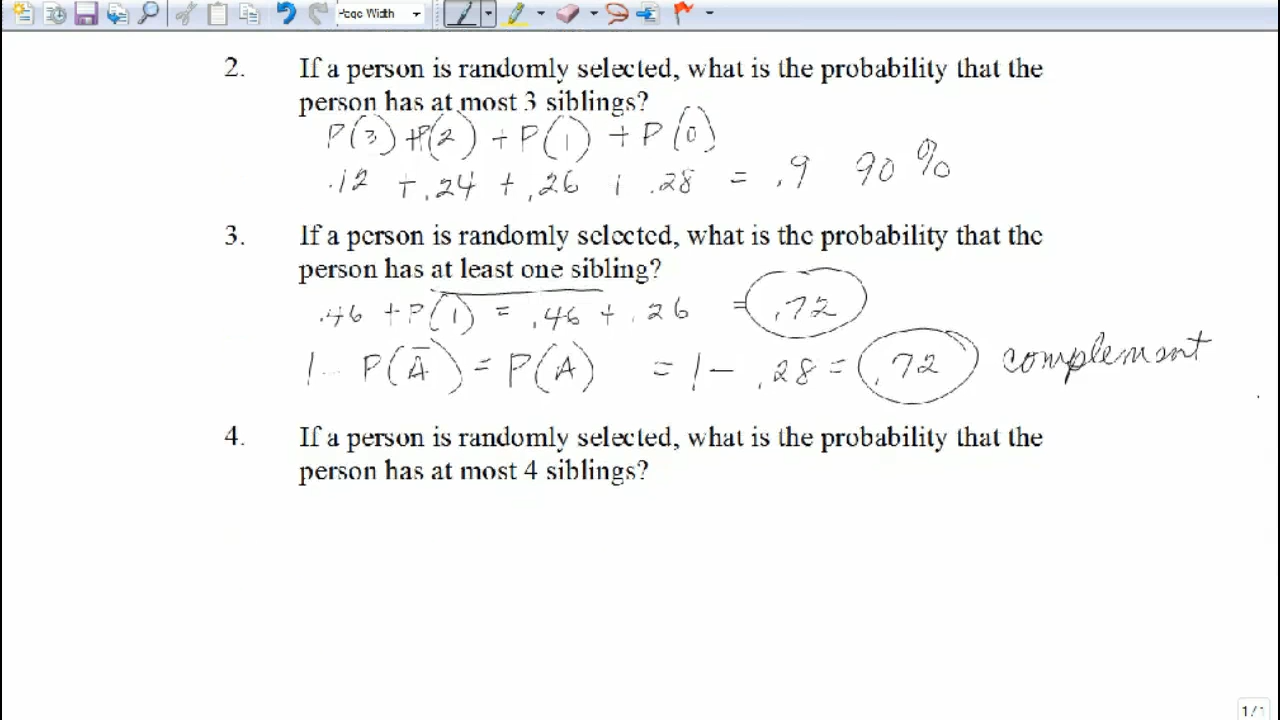 Page Width
2. If a person is randomly selected, what is the probability that the
person has at most 3 siblings?
P(3) + P(2) + P(1) + P(0)
.12 + .24 + .26 + .28 = .9 90%
3. If a person is randomly selected, what is the probability that the
person has at least one sibling?
.46 + P(1) = .46 + .26 = .72
1 - P(Ā) = P(A) = 1 - .28 = .72 complement
4. If a person is randomly selected, what is the probability that the
person has at most 4 siblings?
1/1